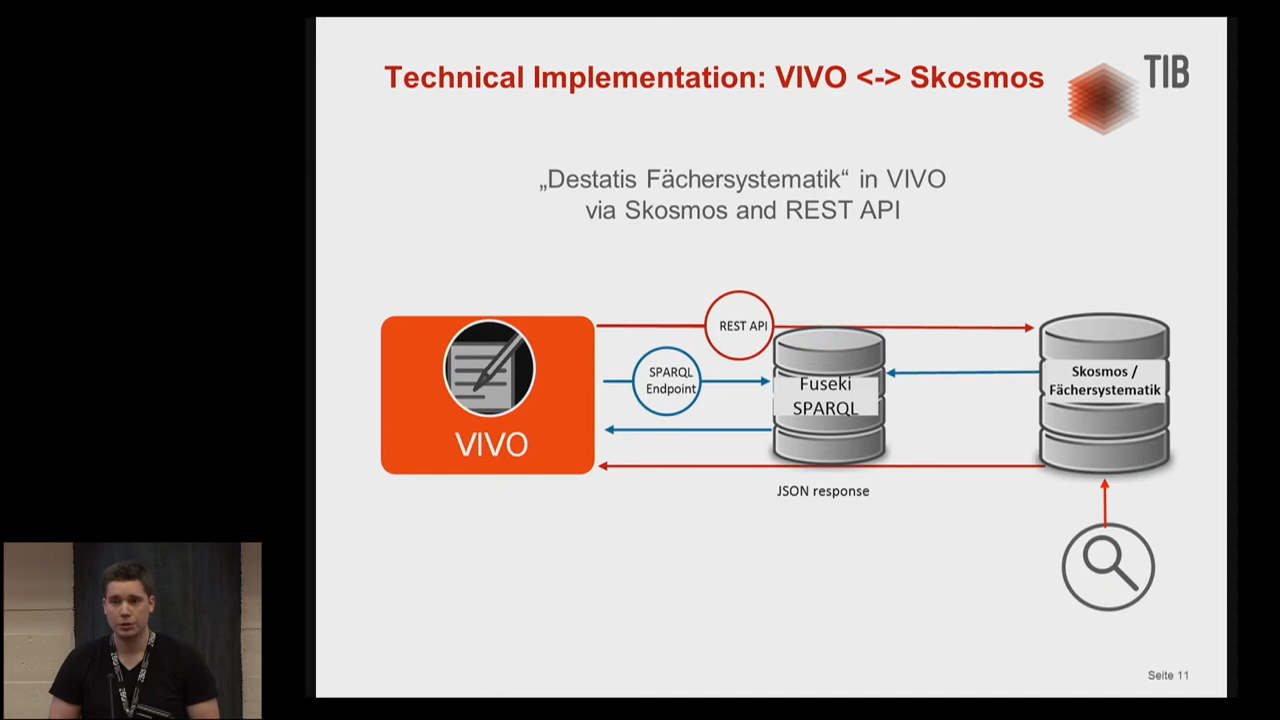 Technical Implementation: VIVO <-> Skosmos
TIB
„Destatis Fächersystematik“ in VIVO
via Skosmos and REST API
REST API
SPARQL
Endpoint
Fuseki
SPARQL
Skosmos /
Fächersystematik
VIVO
JSON response
Seite 11